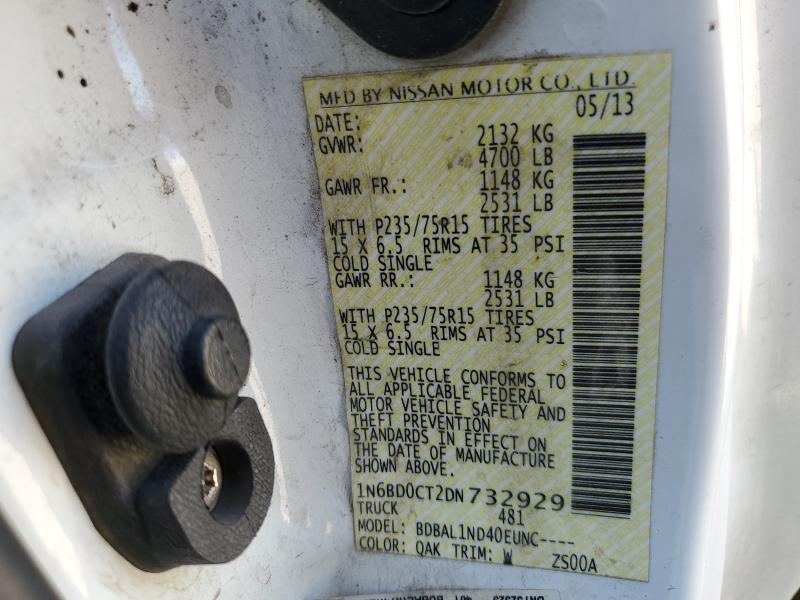 MFD BY NISSAN MOTOR CO., LTD.
DATE: 05/13
GVWR: 2132 KG
4700 LB
GAWR FR.: 1148 KG
2531 LB
WITH P235/75R15 TIRES
15 X 6.5 RIMS AT 35 PSI
COLD SINGLE
GAWR RR.: 1148 KG
2531 LB
WITH P235/75R15 TIRES
15 X 6.5 RIMS AT 35 PSI
COLD SINGLE
THIS VEHICLE CONFORMS TO
ALL APPLICABLE FEDERAL
MOTOR VEHICLE SAFETY AND
THEFT PREVENTION
STANDARDS IN EFFECT ON
THE DATE OF MANUFACTURE
SHOWN ABOVE.
1N6BD0CT2DN732929
TRUCK 481
MODEL: BDBAL1ND40EUNC----
COLOR: QAK TRIM: W ZS00A